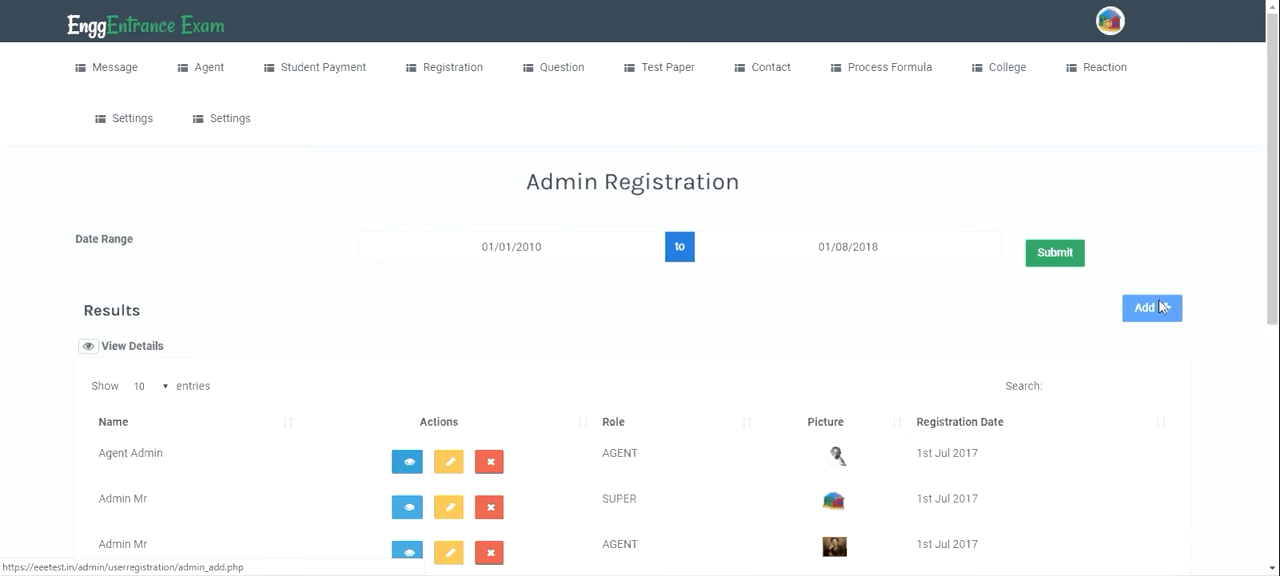 EnggEntrance Exam
Message Agent Student Payment Registration Question Test Paper Contact Process Formula College Reaction
Settings Settings
Admin Registration
Date Range 01/01/2010 to 01/08/2018 Submit
Results Add
View Details
Show 10 entries Search:
Name Actions Role Picture Registration Date
Agent Admin AGENT 1st Jul 2017
Admin Mr SUPER 1st Jul 2017
Admin Mr AGENT 1st Jul 2017
https://eeetest.in/admin/userregistration/admin_add.php